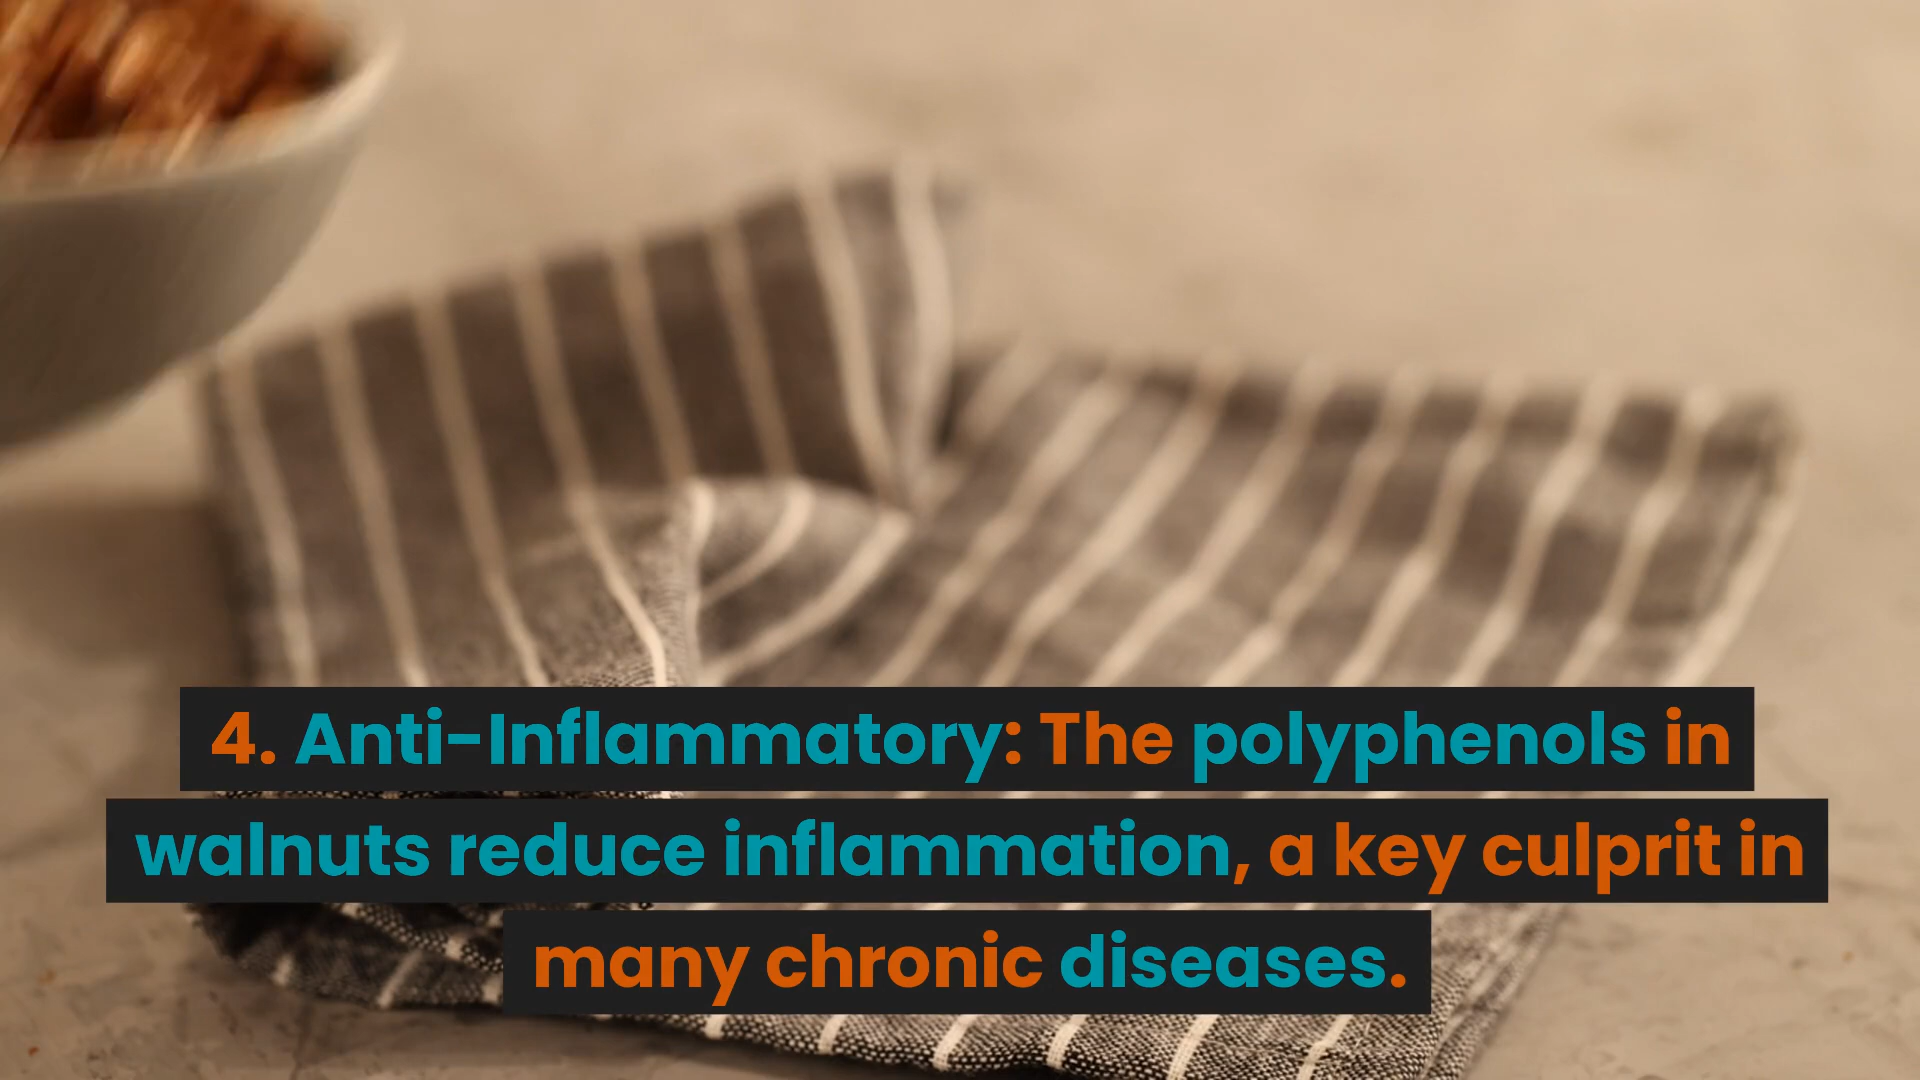 4. Anti-Inflammatory: The polyphenols in
walnuts reduce inflammation, a key culprit in
many chronic diseases.